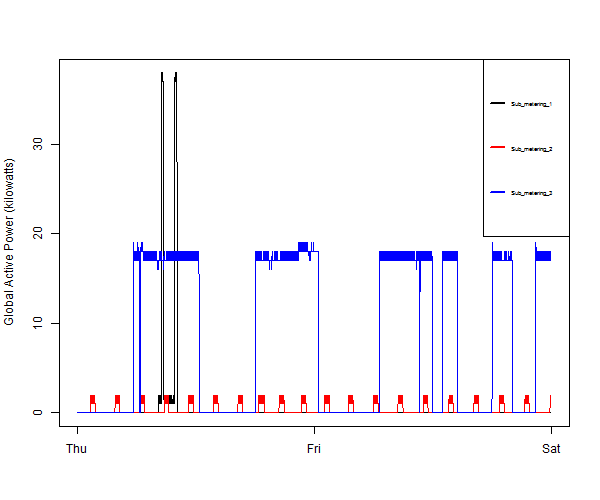 Global Active Power (kilowatts)
30
20
10
0
Thu
Fri
Sat
Sub_metering_1
Sub_metering_2
Sub_metering_3